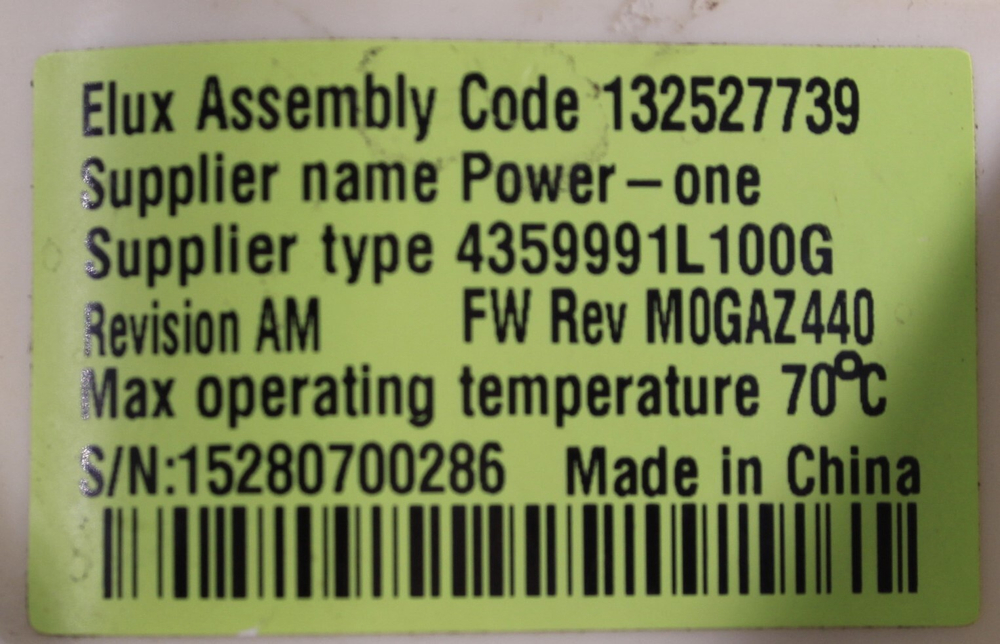 Elux Assembly Code 132527739
Supplier name Power-one
Supplier type 4359991L100G
Revision AM FW Rev M0GAZ440
Max operating temperature 70°C
S/N:15280700286 Made in China